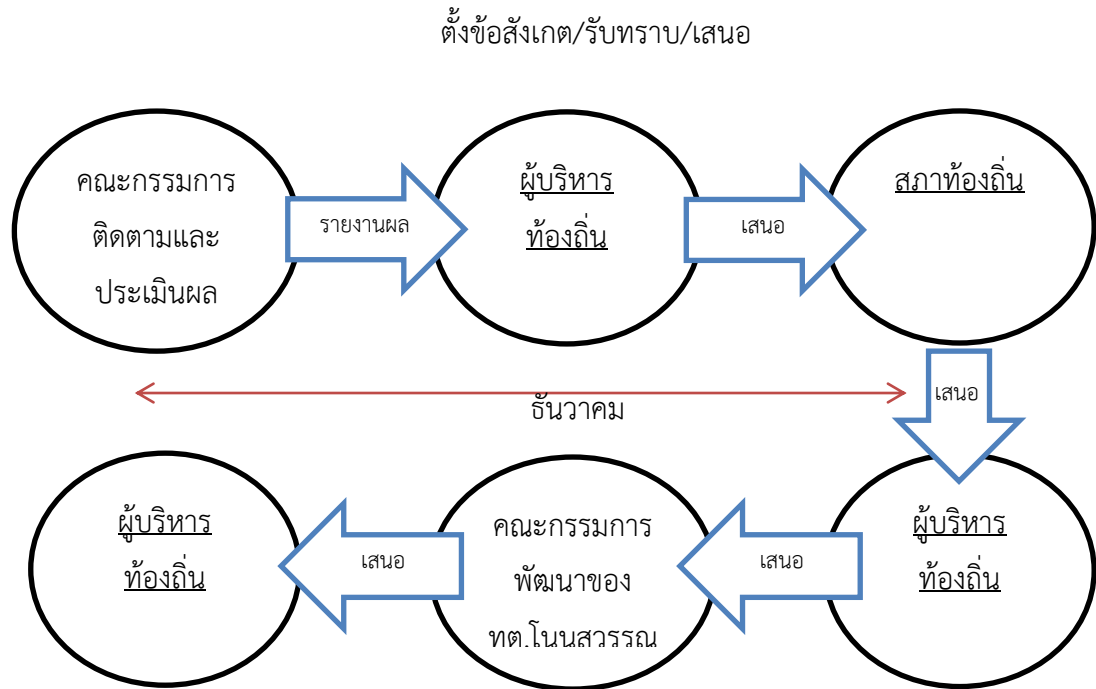 ตั้งข้อสังเกต/รับทราบ/เสนอ
คณะกรรมการ
ติดตามและ
ประเมินผล
รายงานผล
ผู้บริหาร
ท้องถิ่น
เสนอ
สภาท้องถิ่น
เสนอ
ธันวาคม
ผู้บริหาร
ท้องถิ่น
เสนอ
คณะกรรมการ
พัฒนาของ
ทต.โนนสุวรรณ
เสนอ
ผู้บริหาร
ท้องถิ่น